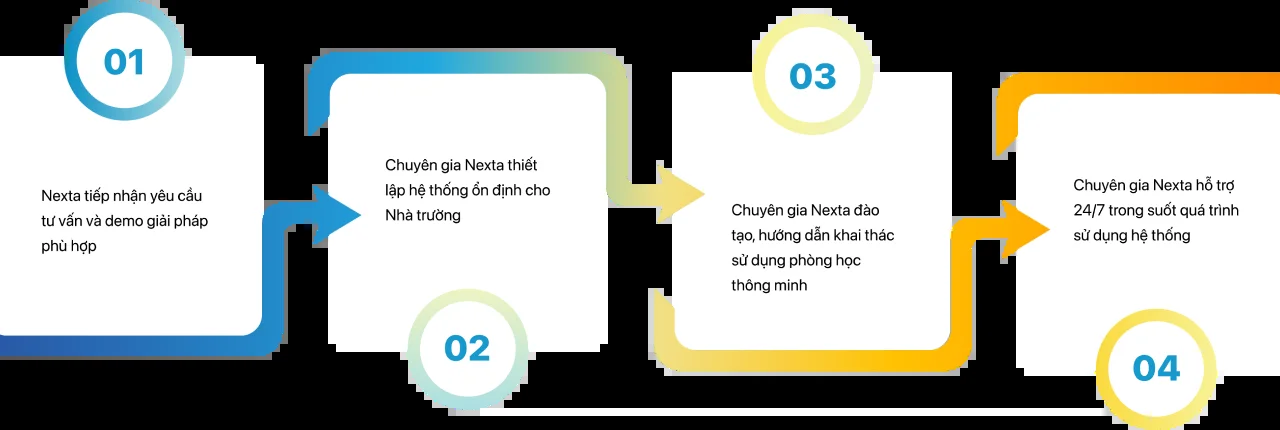 01
Nexta tiếp nhận yêu cầu
tư vấn và demo giải pháp
phù hợp
Chuyên gia Nexta thiết
lập hệ thống ổn định cho
Nhà trường
02
03
Chuyên gia Nexta đào
tạo, hướng dẫn khai thác
sử dụng phòng học
thông minh
Chuyên gia Nexta hỗ trợ
24/7 trong suốt quá trình
sử dụng hệ thống
04